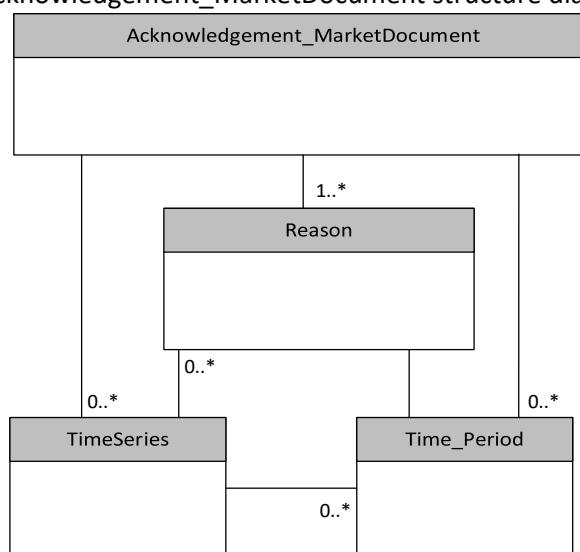 Acknowledgement_MarketDocument
1..*
Reason
0..*
0..*
0..*
TimeSeries
Time_Period
0..*